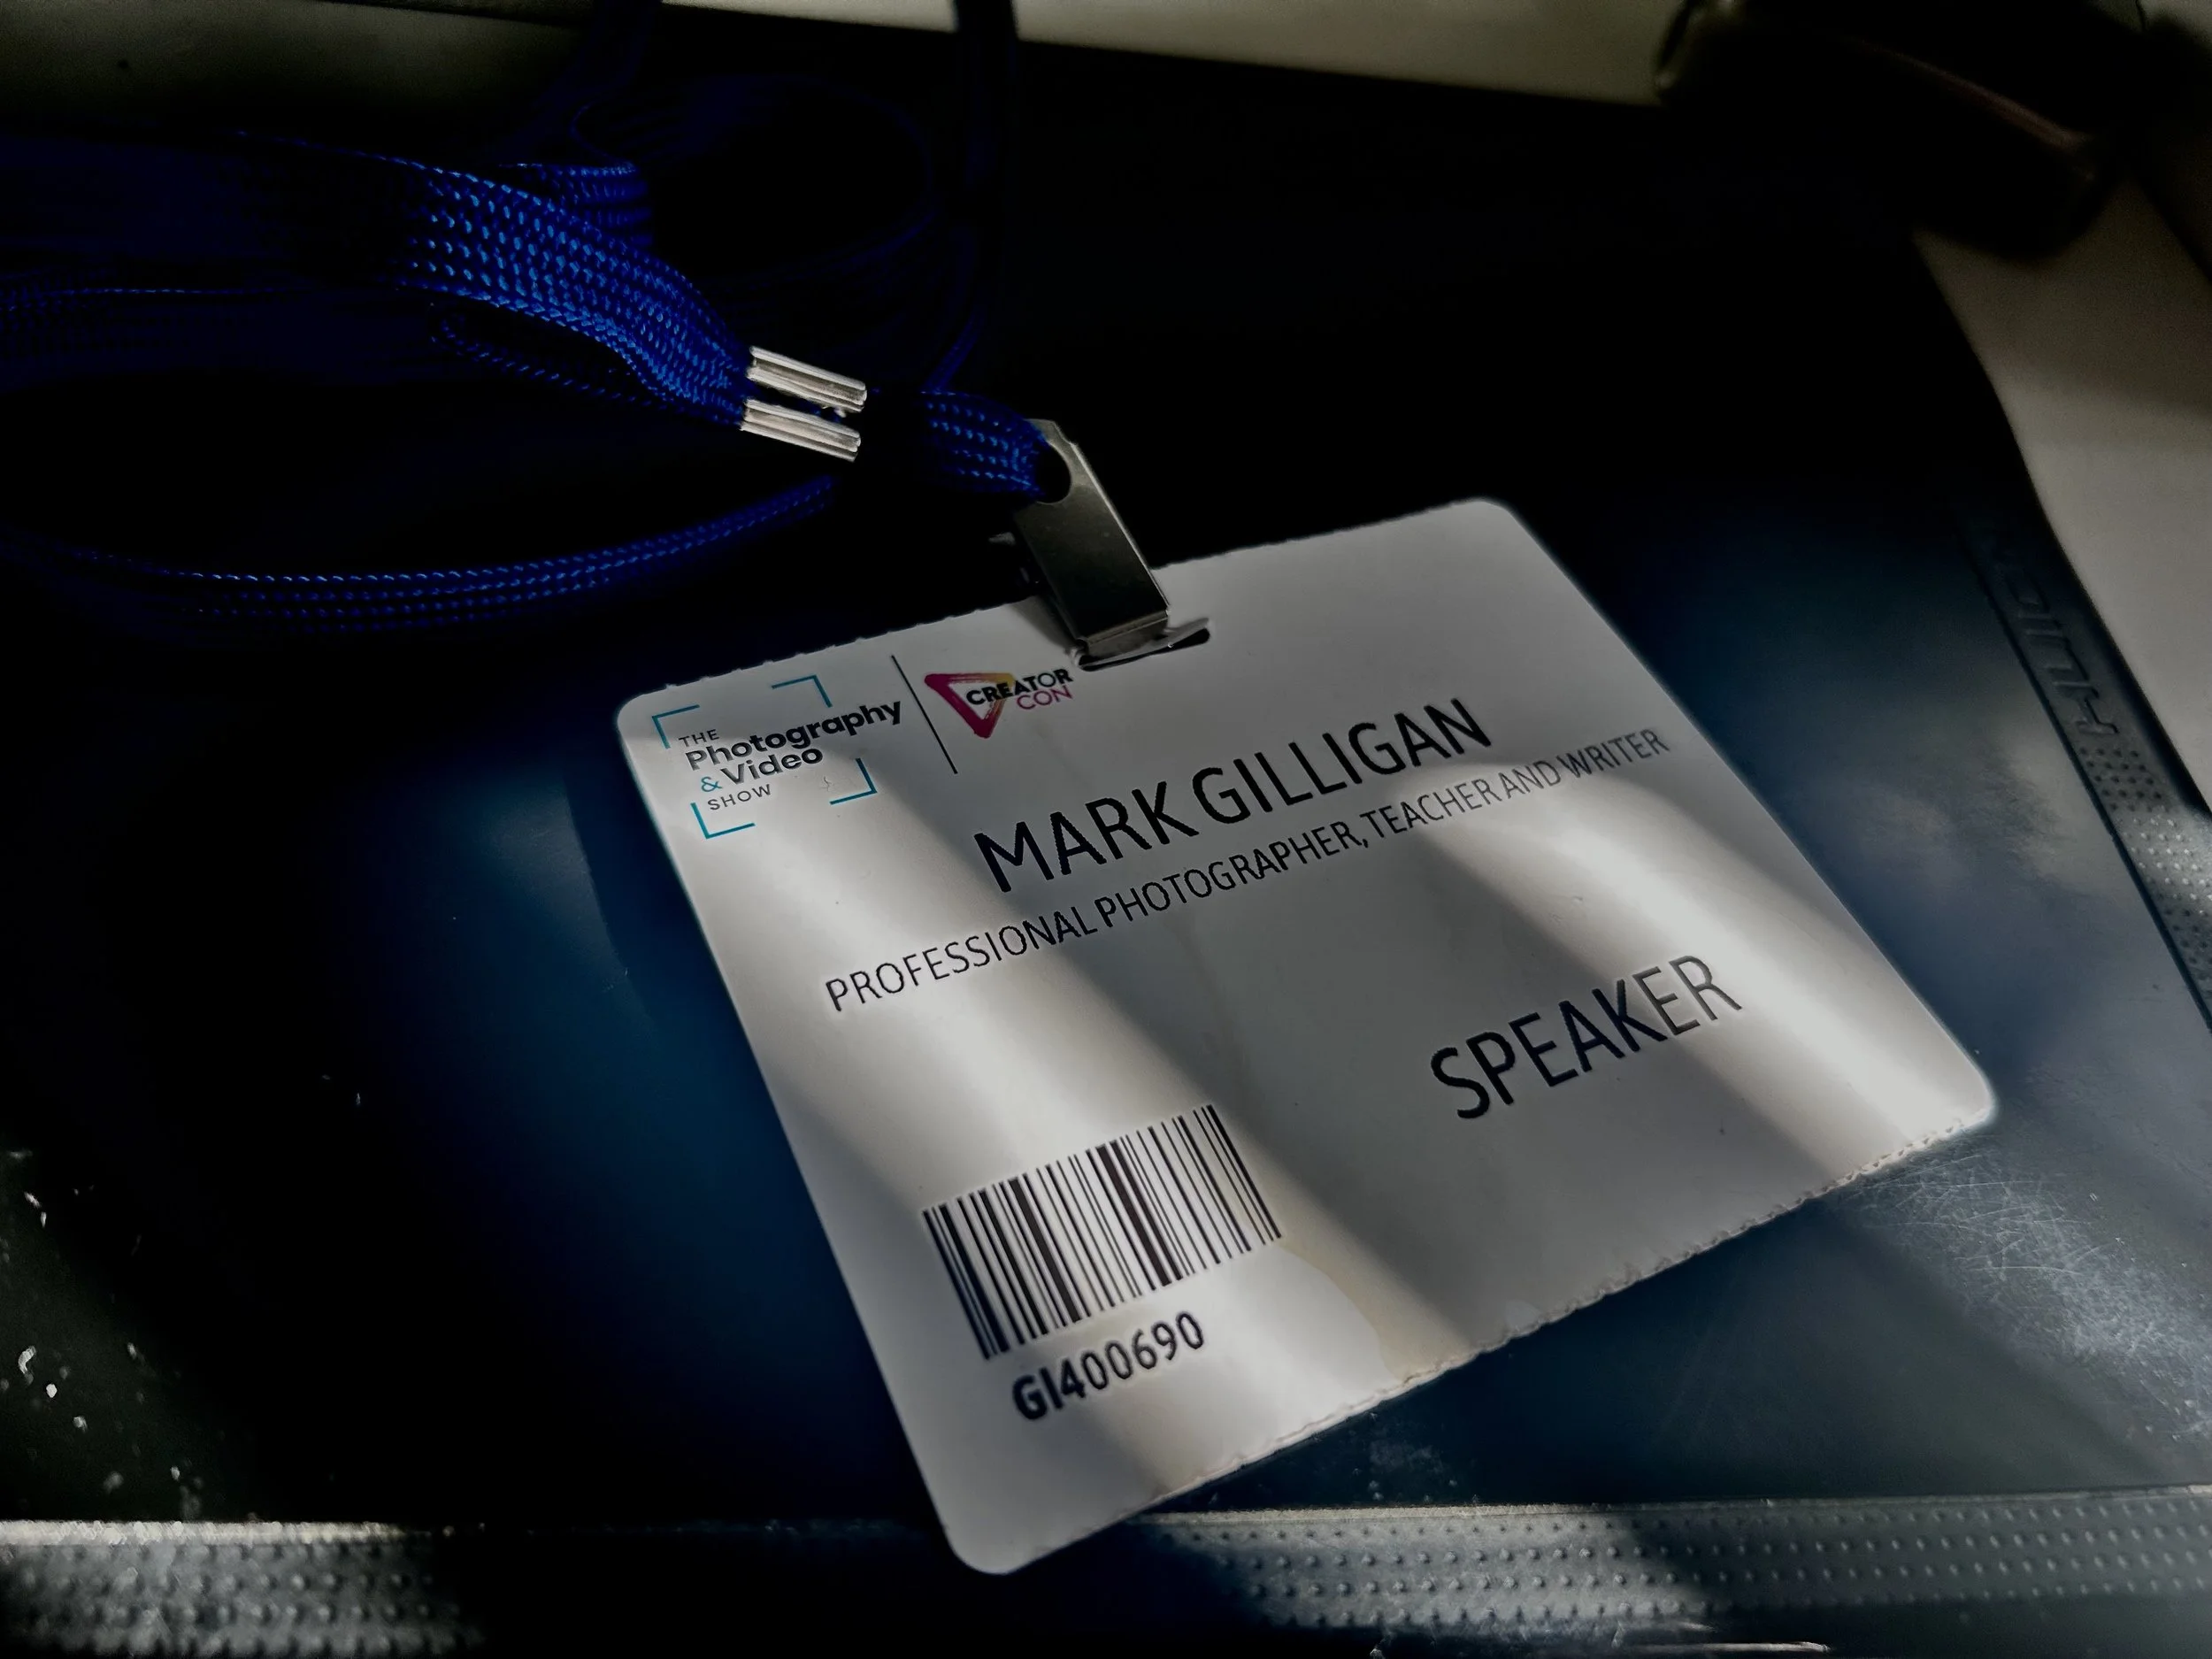 THE
Photography
& Video
SHOW
CREATOR
CON
MARK GILLIGAN
PROFESSIONAL PHOTOGRAPHER, TEACHER AND WRITER
SPEAKER
GI400690